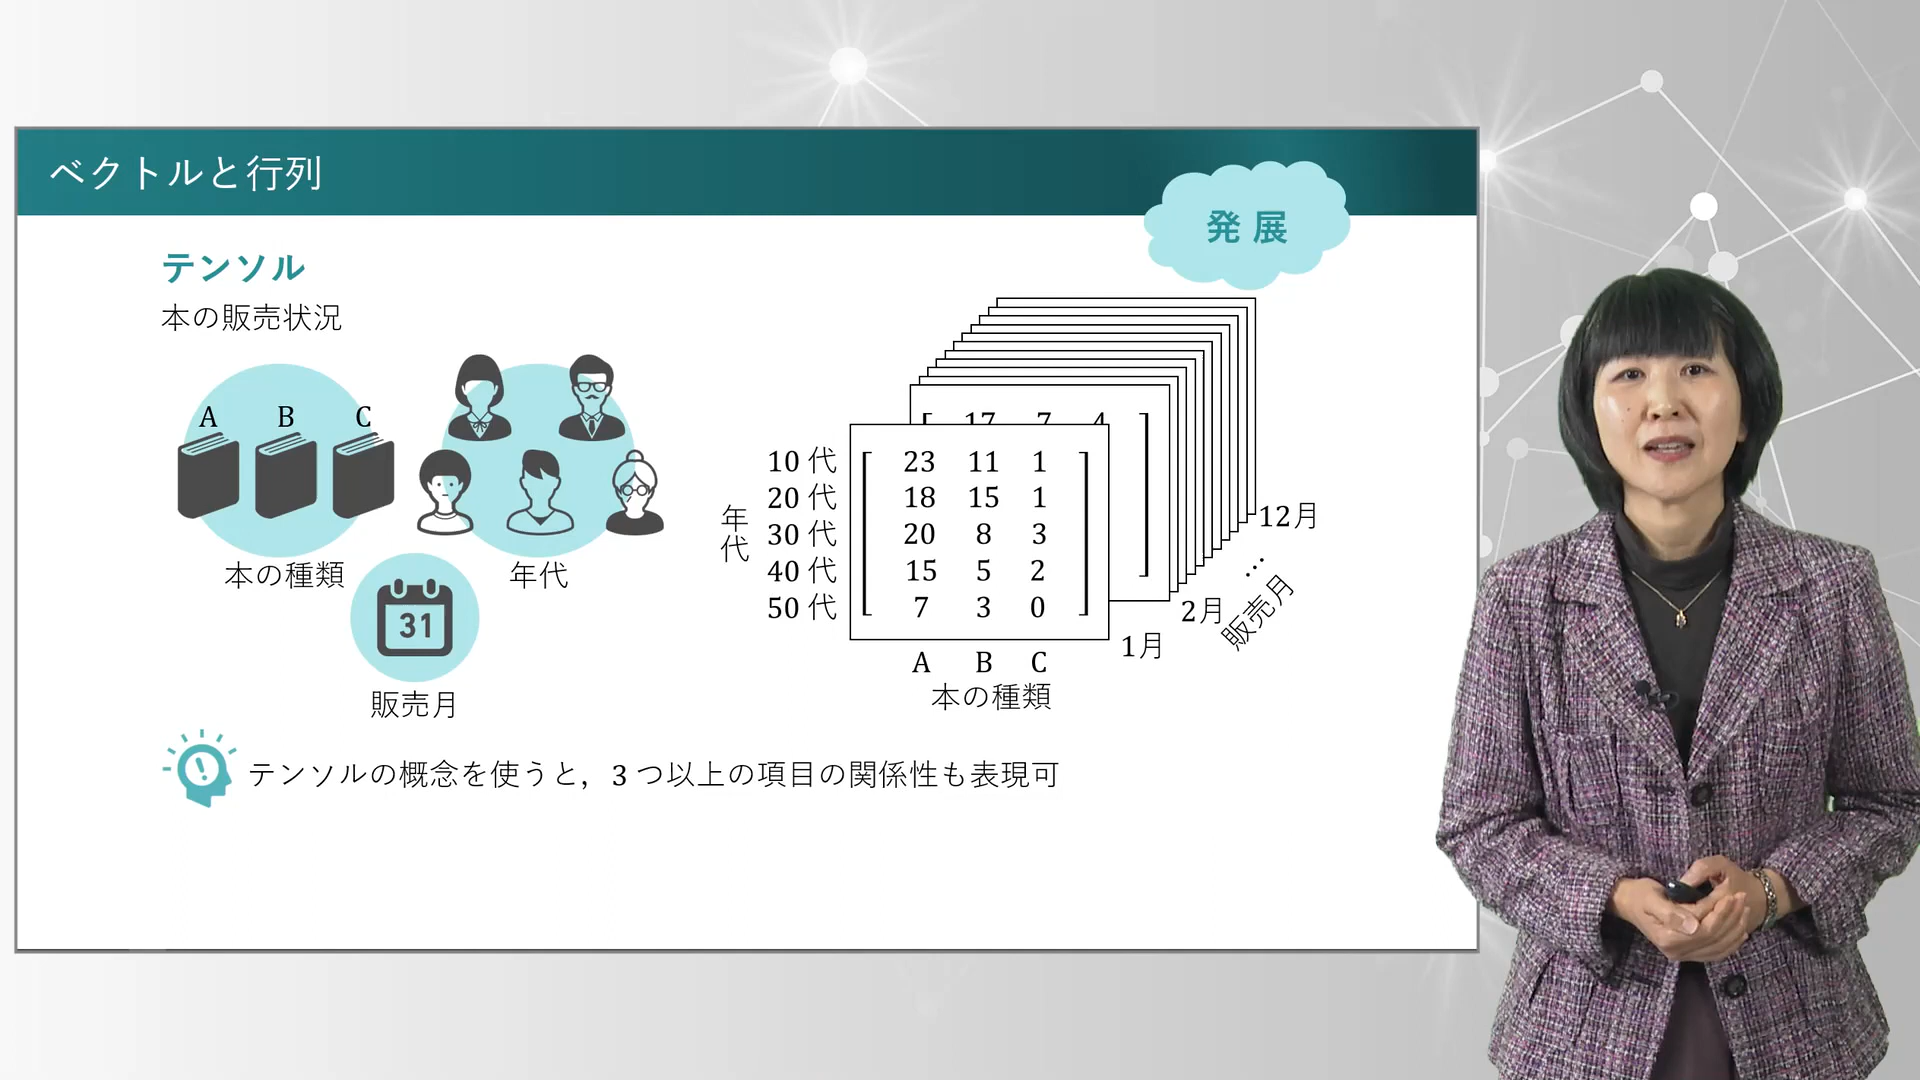 ベクトルと行列
発展
テンソル
本の販売状況
A B C
本の種類
年代
31
販売月
17 7 4
年代
10代 23 11 1
20代 18 15 1
30代 20 8 3
40代 15 5 2
50代 7 3 0
A B C
本の種類
1月
2月
…
12月
販売月
テンソルの概念を使うと，3つ以上の項目の関係性も表現可